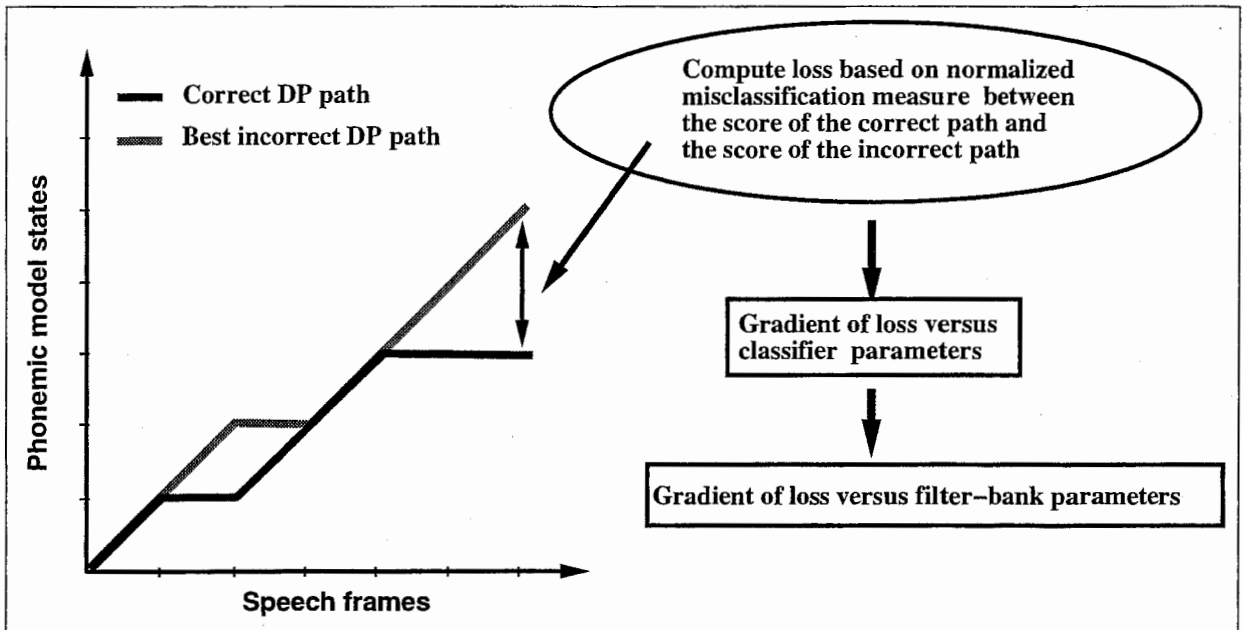 Correct DP path
Best incorrect DP path
Phonemic model states
Speech frames
Compute loss based on normalized
misclassification measure between
the score of the correct path and
the score of the incorrect path
Gradient of loss versus
classifier parameters
Gradient of loss versus filter–bank parameters